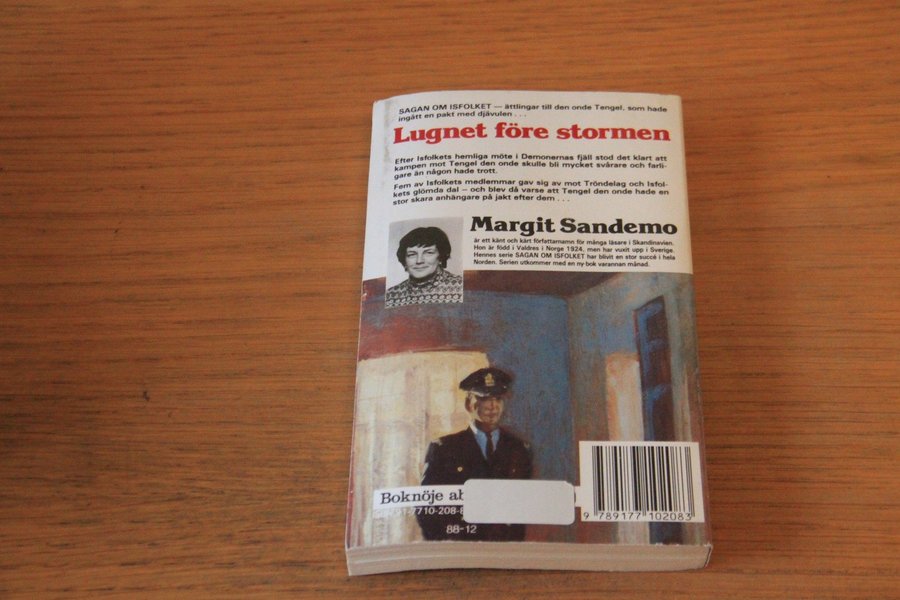 SAGAN OM ISFOLKET — ättlingar till den onde Tengel, som hade
ingått en pakt med djävulen . . .
Lugnet före stormen
Efter Isfolkets hemliga möte i Demonernas fjäll stod det klart att
kampen mot Tengel den onde skulle bli mycket svårare och farli-
gare än någon hade trott.
Fem av Isfolkets medlemmar gav sig av mot Tröndelag och Isfol-
kets glömda dal – och blev då varse att Tengel den onde hade en
stor skara anhängare på jakt efter dem . . .
Margit Sandemo
är ett känt och kärt författarnamn för många läsare i Skandinavien.
Hon är född i Valdres i Norge 1924, men har vuxit upp i Sverige.
Hennes serie SAGAN OM ISFOLKET har blivit en stor succé i hela
Norden. Serien utkommer med en ny bok varannan månad.
Boknöje ab
91-7710-208-8
88-12
9 789177 102083